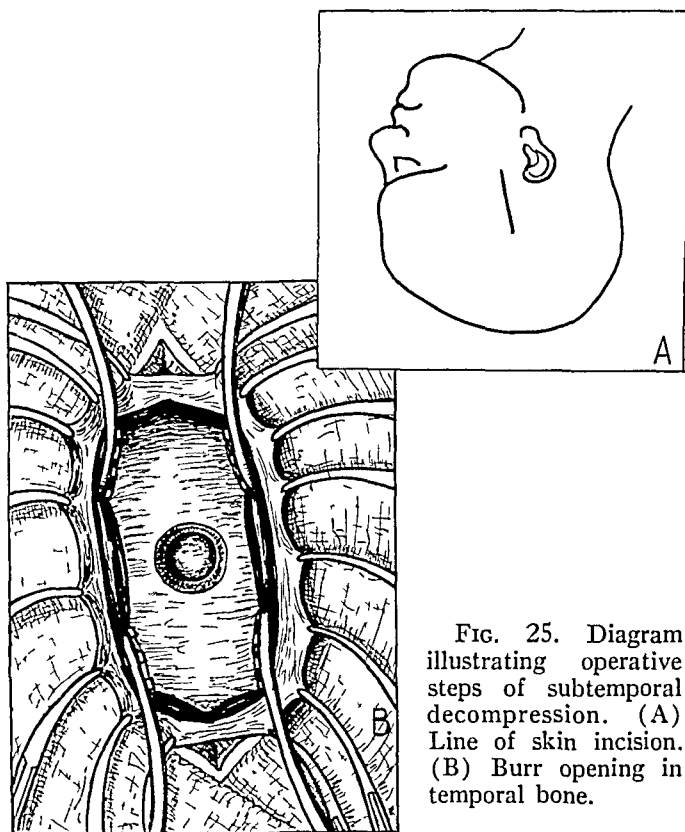 A
B
FIG. 25. Diagram
illustrating operative
steps of subtemporal
decompression. (A)
Line of skin incision.
(B) Burr opening in
temporal bone.